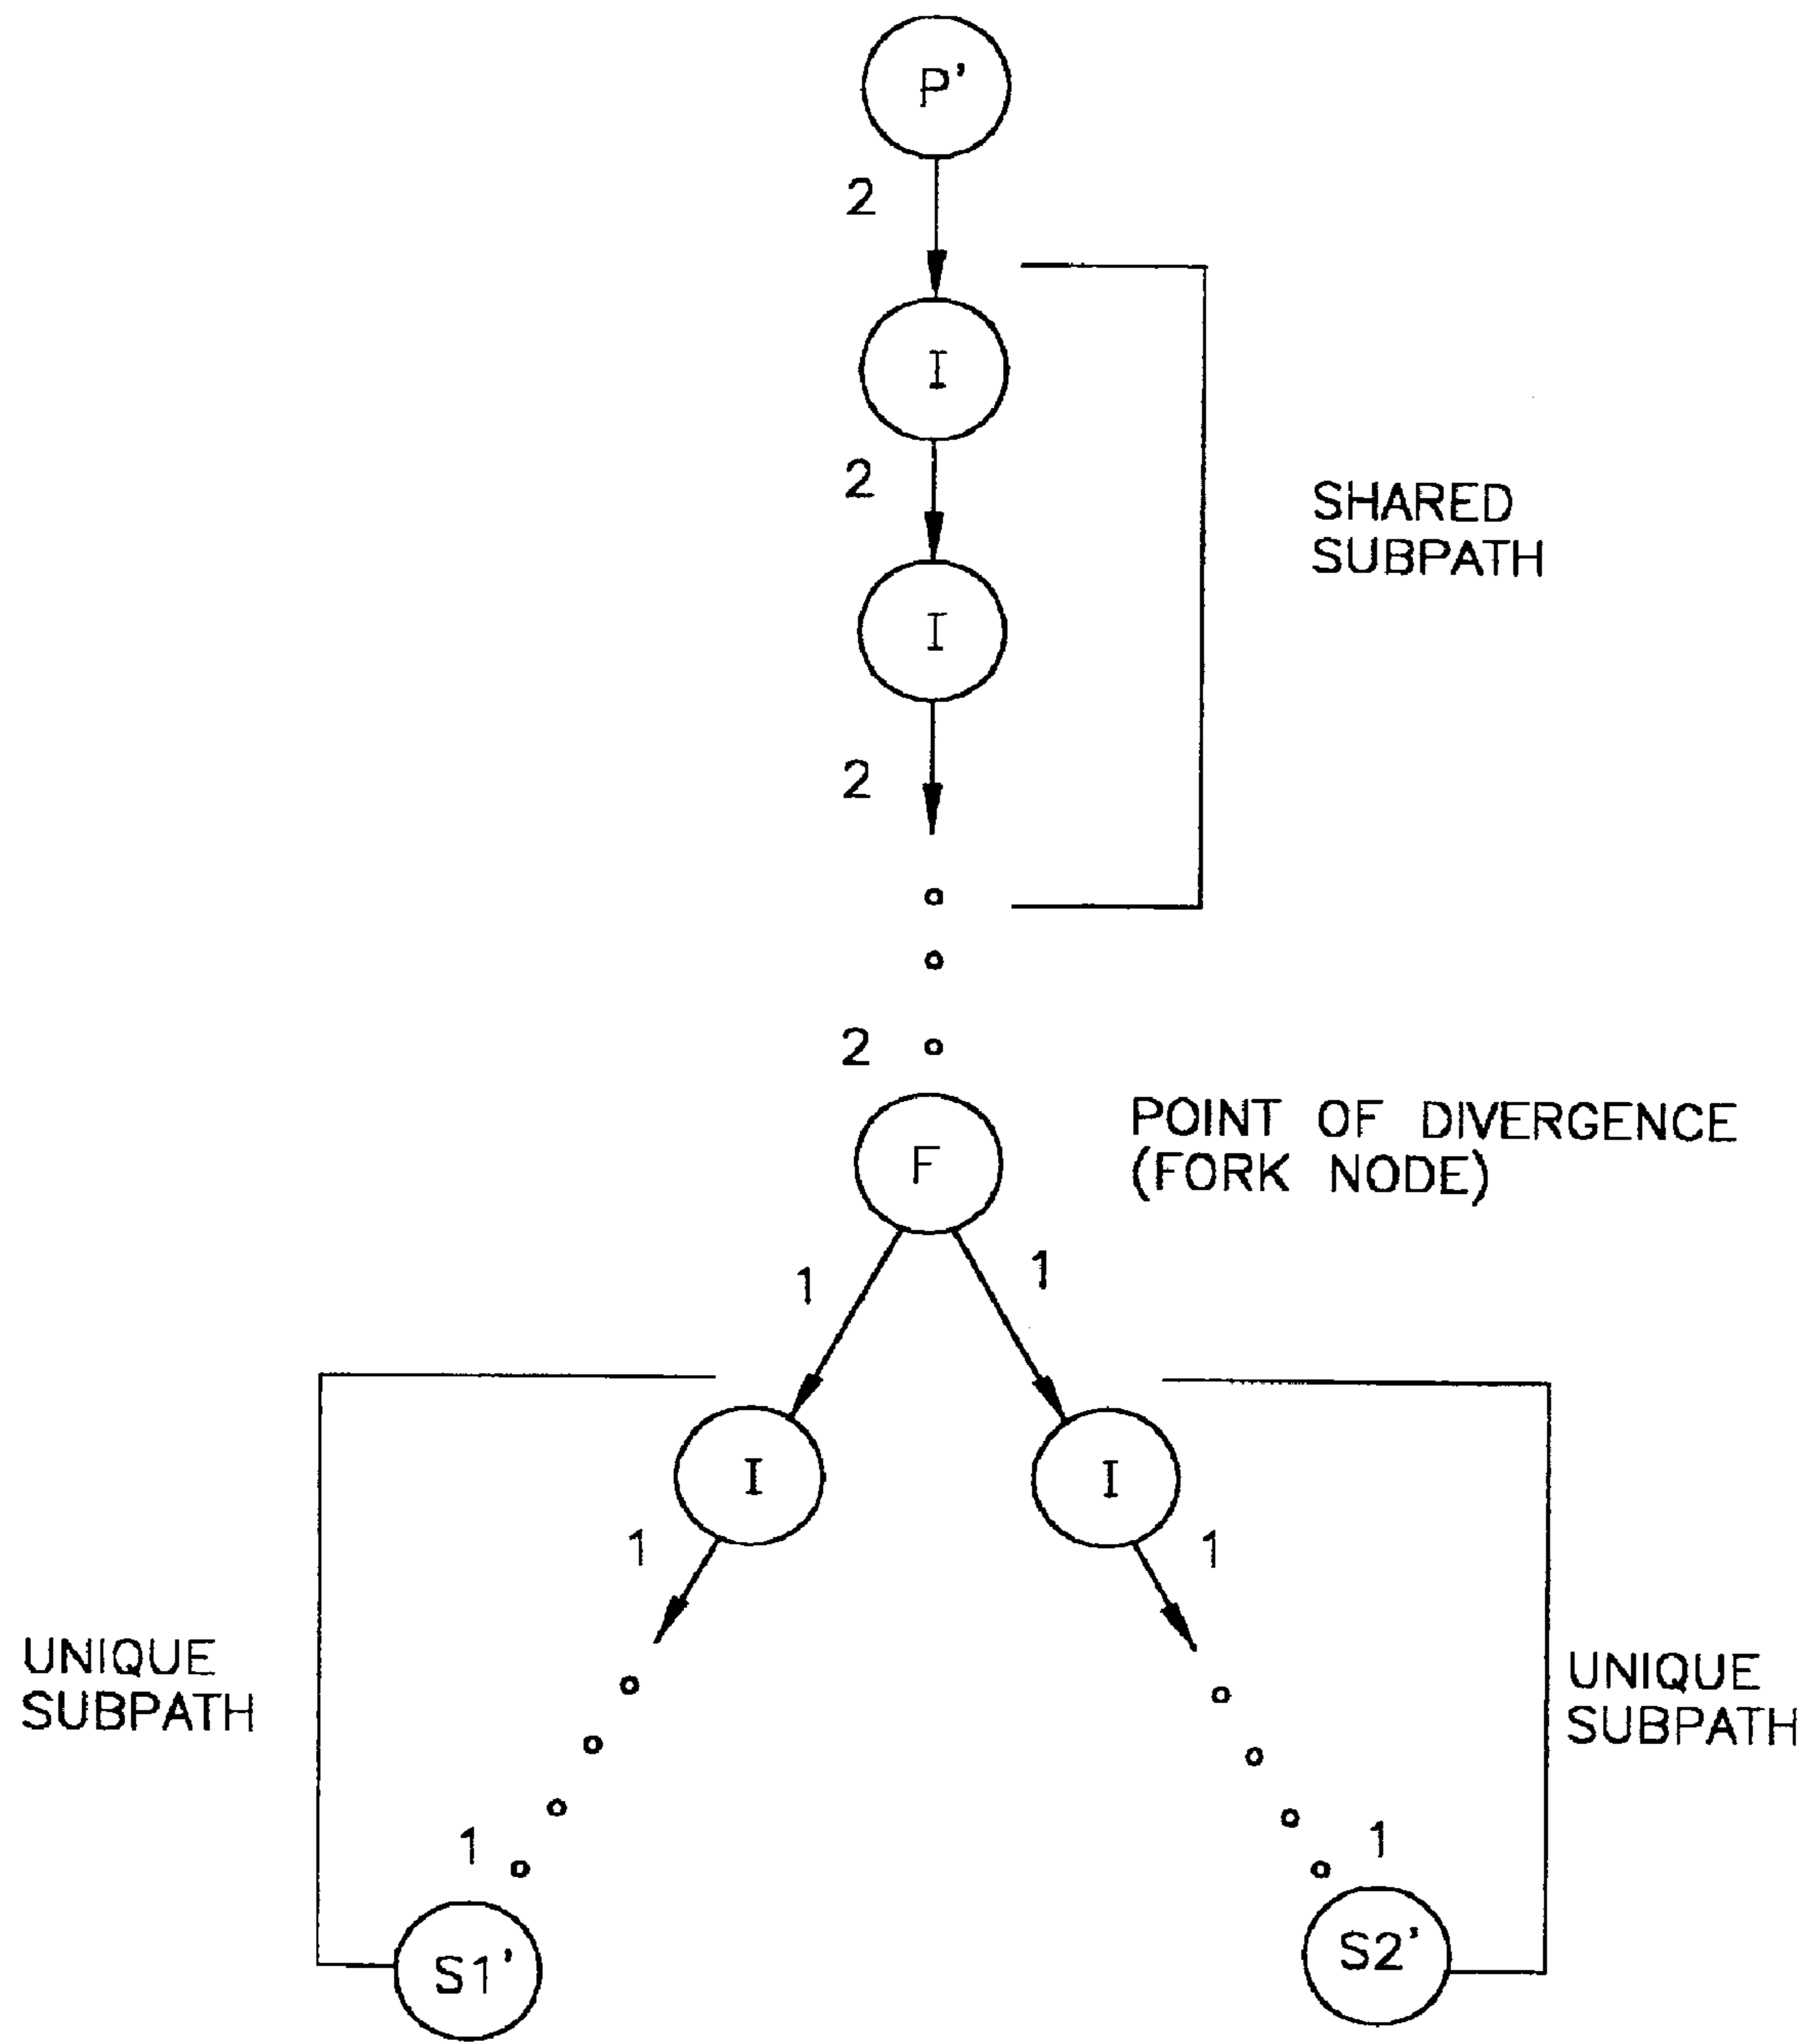 P'
2
I
2
SHARED
SUBPATH
I
2
2
F
POINT OF DIVERGENCE
(FORK NODE)
1
1
I
I
1
1
UNIQUE
SUBPATH
UNIQUE
SUBPATH
1
1
S1'
S2'